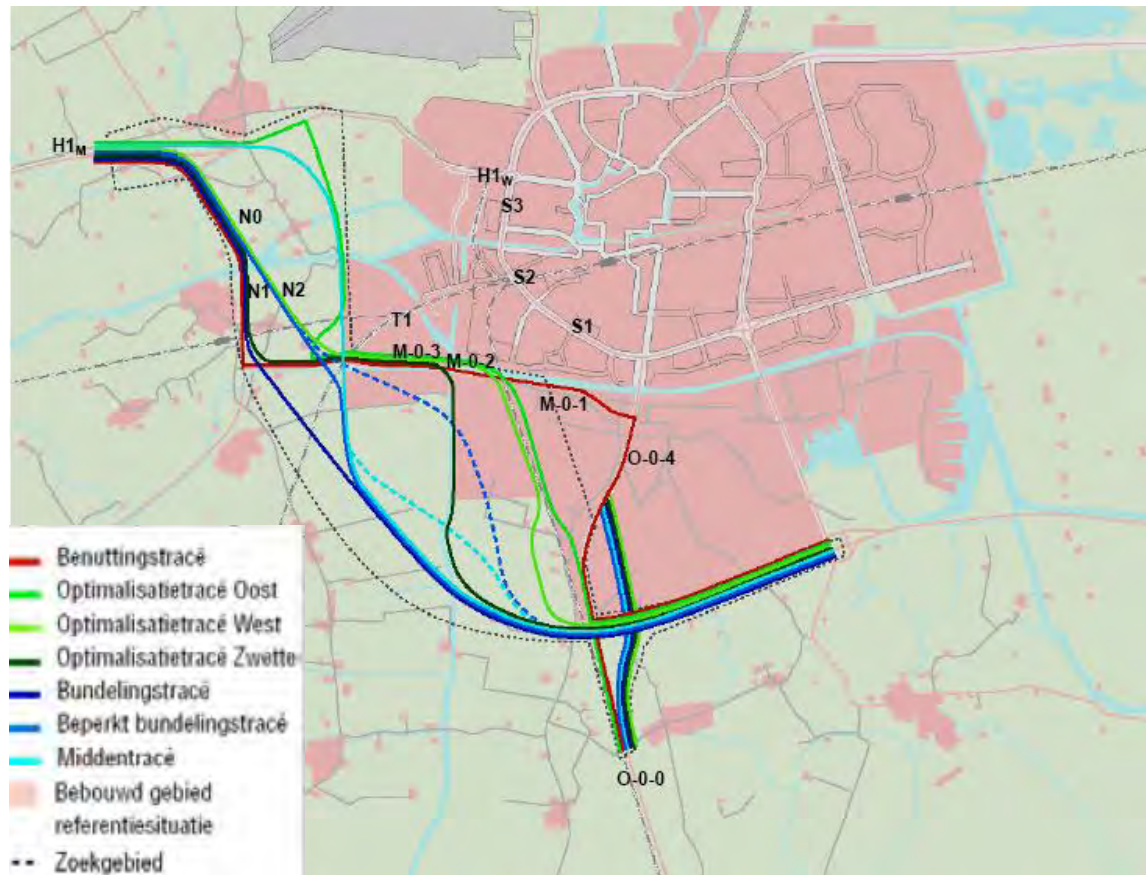 H1M
H1W
S3
N0
S2
N1
N2
T1
S1
M-0-3
M-0-2
M-0-1
O-0-4
O-0-0
Benuttingstracé
Optimalisatietracé Oost
Optimalisatietracé West
Optimalisatietracé Zwette
Bundelingstracé
Beperkt bundelingstracé
Middentracé
Bebouwd gebied
referentiesituatie
Zoekgebied